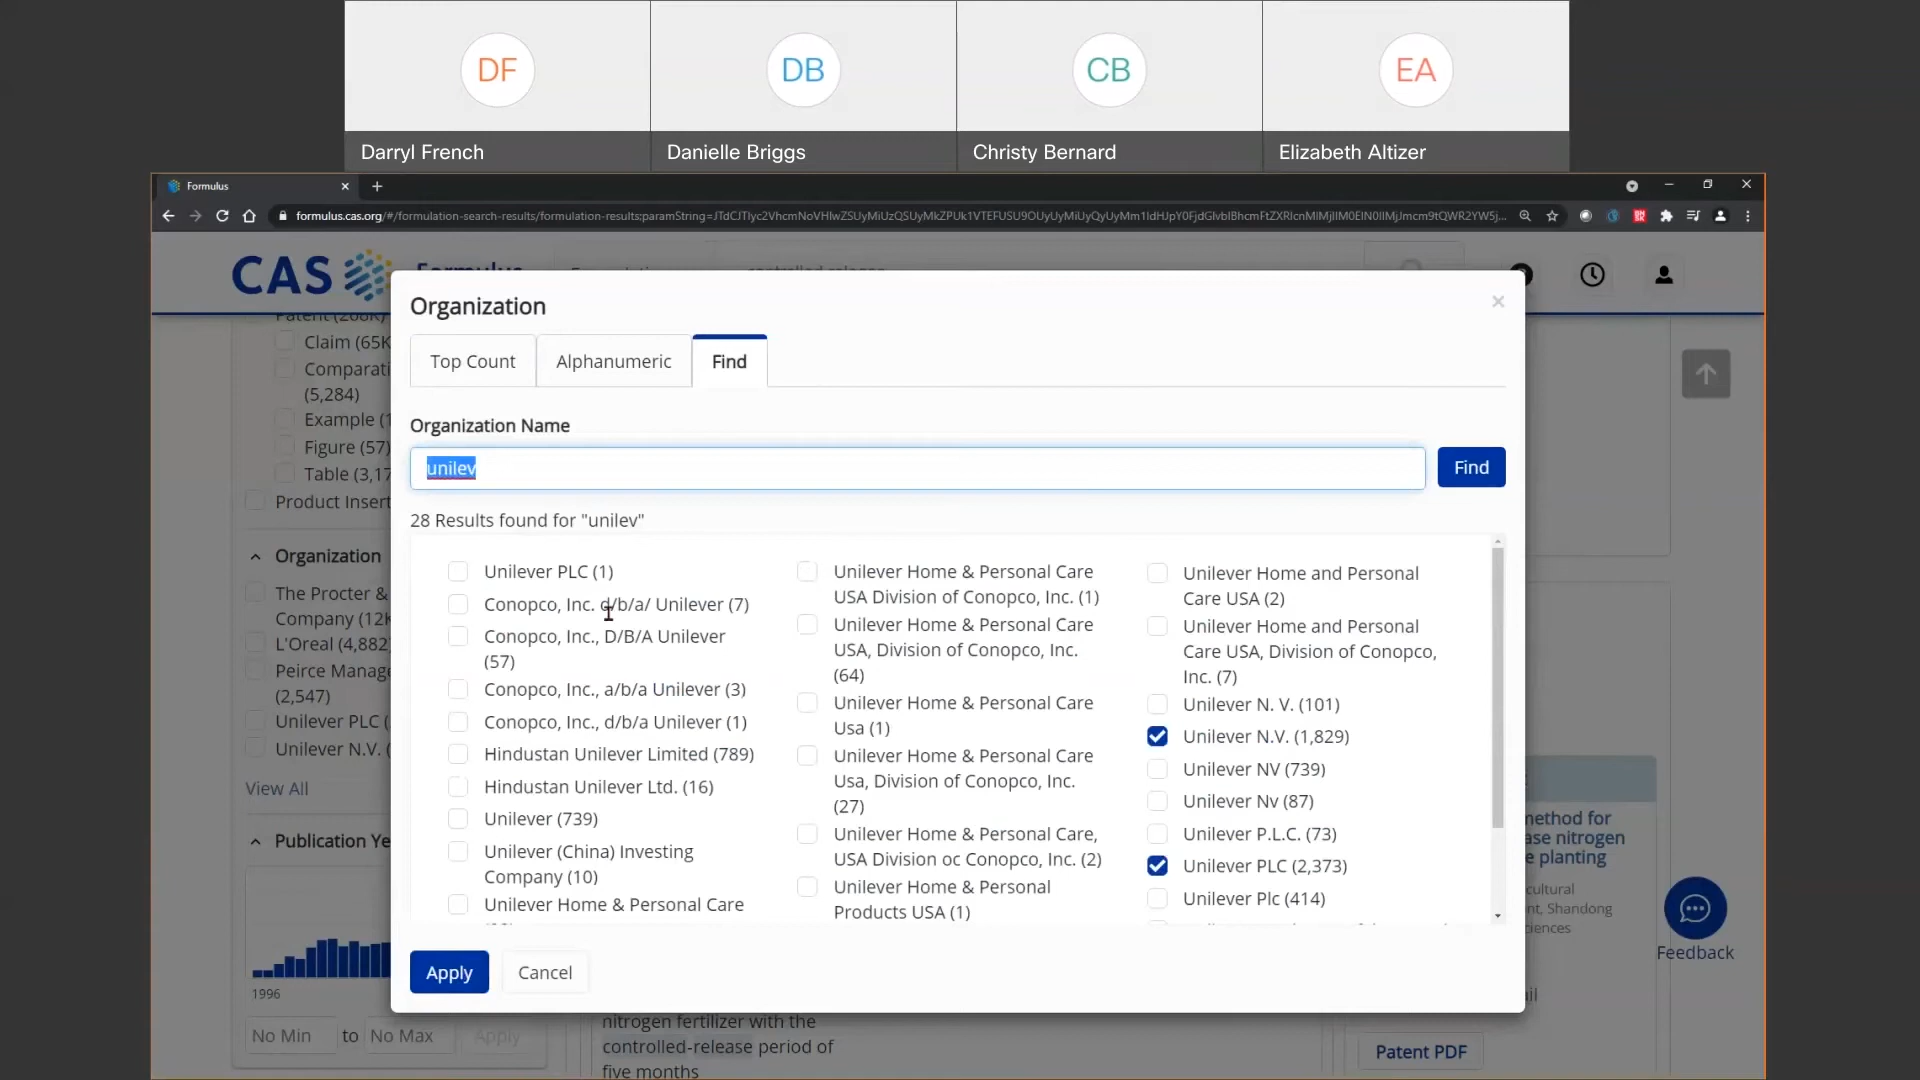 DF
DB
CB
EA
Darryl French
Danielle Briggs
Christy Bernard
Elizabeth Altizer
Formulus
CAS
Formulus
controlled release
Organization
Top Count
Alphanumeric
Find
Organization Name
unilev
Find
28 Results found for "unilev"
Unilever PLC (1)
Conopco, Inc. d/b/a/ Unilever (7)
Conopco, Inc., D/B/A Unilever
(57)
Conopco, Inc., a/b/a Unilever (3)
Conopco, Inc., d/b/a Unilever (1)
Hindustan Unilever Limited (789)
Hindustan Unilever Ltd. (16)
Unilever (739)
Unilever (China) Investing
Company (10)
Unilever Home & Personal Care
Unilever Home & Personal Care
USA Division of Conopco, Inc. (1)
Unilever Home & Personal Care
USA, Division of Conopco, Inc.
(64)
Unilever Home & Personal Care
Usa (1)
Unilever Home & Personal Care
Usa, Division of Conopco, Inc.
(27)
Unilever Home & Personal Care,
USA Division oc Conopco, Inc. (2)
Unilever Home & Personal
Products USA (1)
Unilever Home and Personal
Care USA (2)
Unilever Home and Personal
Care USA, Division of Conopco,
Inc. (7)
Unilever N. V. (101)
Unilever N.V. (1,829)
Unilever NV (739)
Unilever Nv (87)
Unilever P.L.C. (73)
Unilever PLC (2,373)
Unilever Plc (414)
Apply
Cancel
Patent (268K)
Claim (65K
Comparati
(5,284)
Example (1
Figure (57)
Table (3,17
Product Insert
Organization
The Procter &
Company (12K
L'Oreal (4,882)
Peirce Manage
(2,547)
Unilever PLC (
Unilever N.V. (
View All
Publication Ye
1996
No Min to No Max Apply
nitrogen fertilizer with the
controlled-release period of
five months
method for
ase nitrogen
e planting
cultural
nt, Shandong
ciences
Feedback
Patent PDF